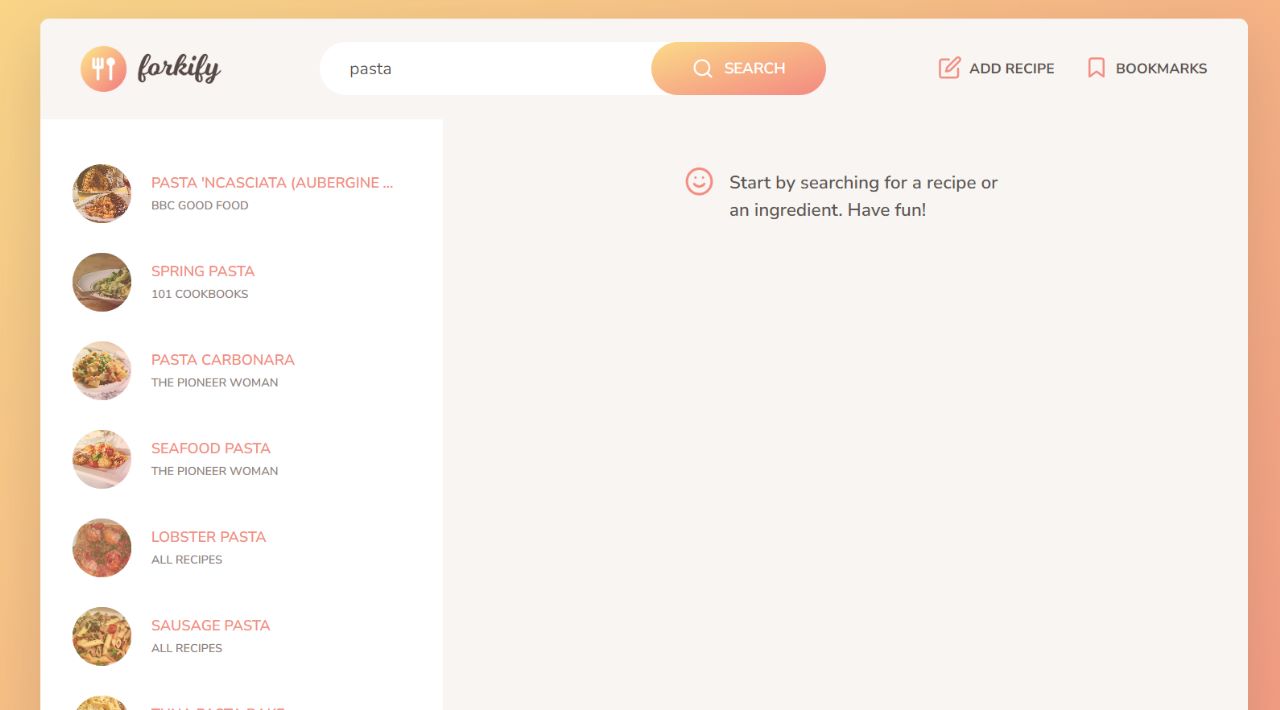 forkify
pasta
SEARCH
ADD RECIPE
BOOKMARKS
PASTA 'NCASCIATA (AUBERGINE ...
BBC GOOD FOOD
SPRING PASTA
101 COOKBOOKS
PASTA CARBONARA
THE PIONEER WOMAN
SEAFOOD PASTA
THE PIONEER WOMAN
LOBSTER PASTA
ALL RECIPES
SAUSAGE PASTA
ALL RECIPES
Start by searching for a recipe or
an ingredient. Have fun!